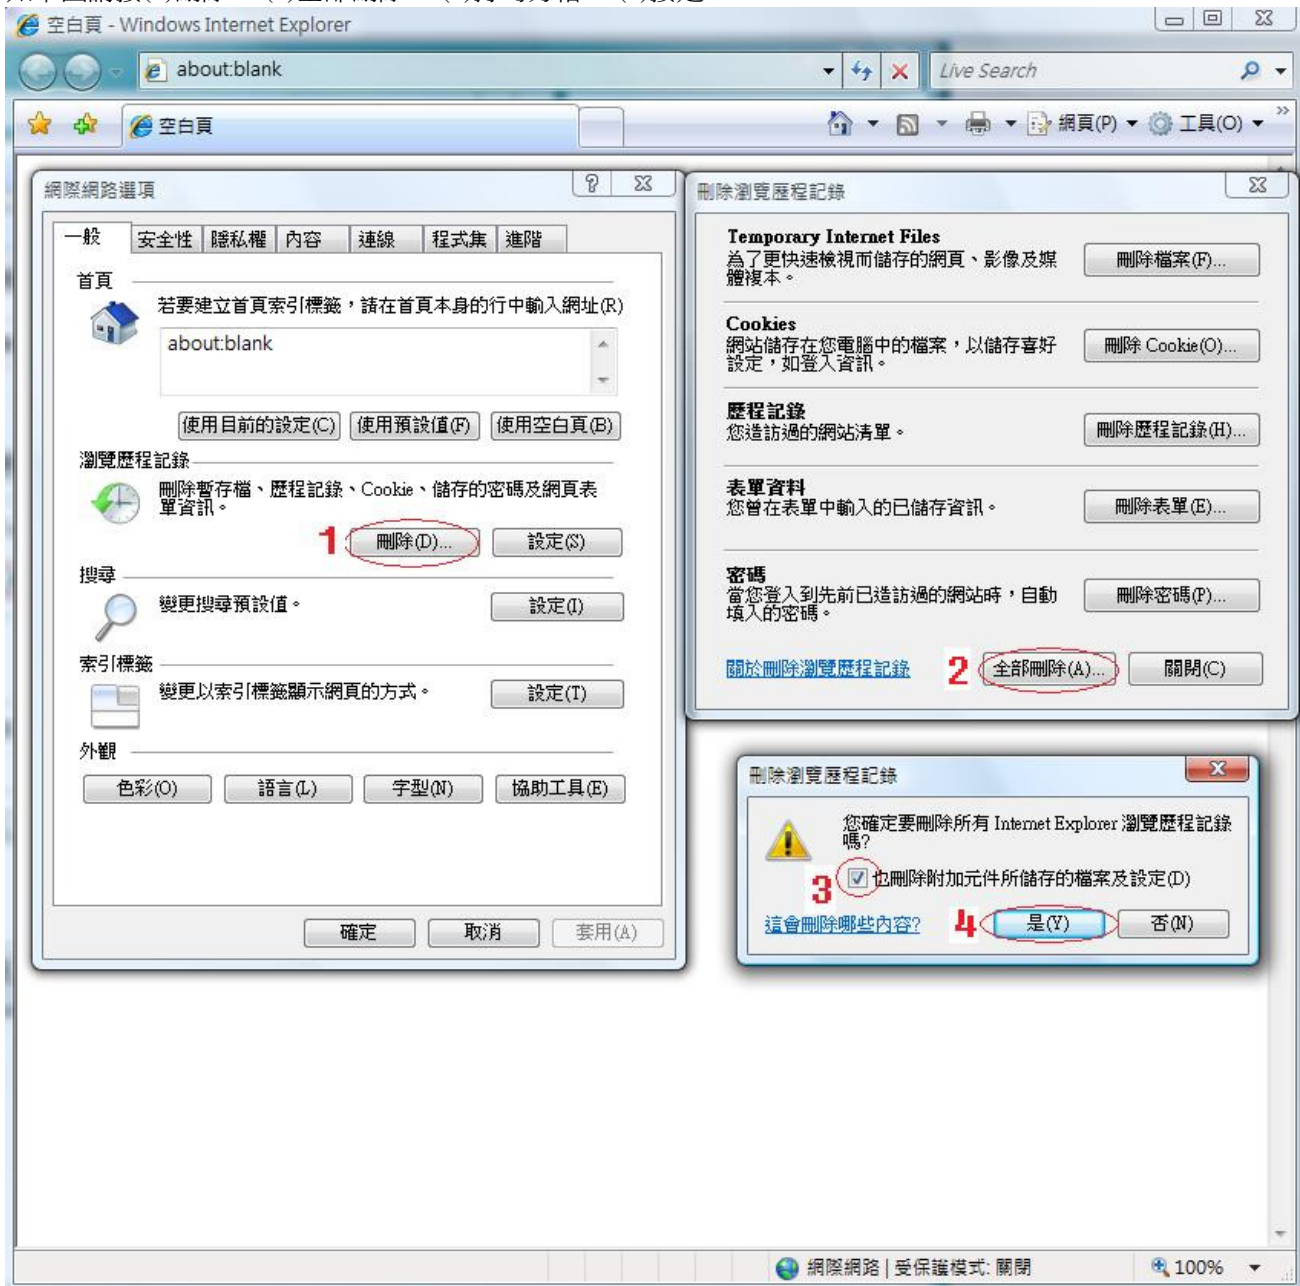 空白頁 - Windows Internet Explorer
about:blank
Live Search
空白頁
網頁(P)
工具(O)
網際網路選項
一般 安全性 隱私權 內容 連線 程式集 進階
首頁
若要建立首頁索引標籤，請在首頁本身的行中輸入網址(R)
about:blank
使用目前的設定(C) 使用預設值(F) 使用空白頁(B)
瀏覽歷程記錄
刪除暫存檔、歷程記錄、Cookie、儲存的密碼及網頁表
單資訊。
1 刪除(D)... 設定(S)
搜尋
變更搜尋預設值。 設定(I)
索引標籤
變更以索引標籤顯示網頁的方式。 設定(T)
外觀
色彩(O) 語言(L) 字型(N) 協助工具(E)
確定 取消 套用(A)
刪除瀏覽歷程記錄
Temporary Internet Files
為了更快速檢視而儲存的網頁、影像及媒
體複本。
刪除檔案(F)...
Cookies
網站儲存在您電腦中的檔案，以儲存喜好
設定，如登入資訊。
刪除 Cookie(O)...
歷程記錄
您造訪過的網站清單。
刪除歷程記錄(H)...
表單資料
您曾在表單中輸入的已儲存資訊。
刪除表單(E)...
密碼
當您登入到先前已造訪過的網站時，自動
填入的密碼。
刪除密碼(P)...
關於刪除瀏覽歷程記錄 2 全部刪除(A)... 關閉(C)
刪除瀏覽歷程記錄
您確定要刪除所有 Internet Explorer 瀏覽歷程記錄
嗎?
3 也刪除附加元件所儲存的檔案及設定(D)
這會刪除哪些內容? 4 是(Y) 否(N)
網際網路 | 受保護模式: 關閉
100%